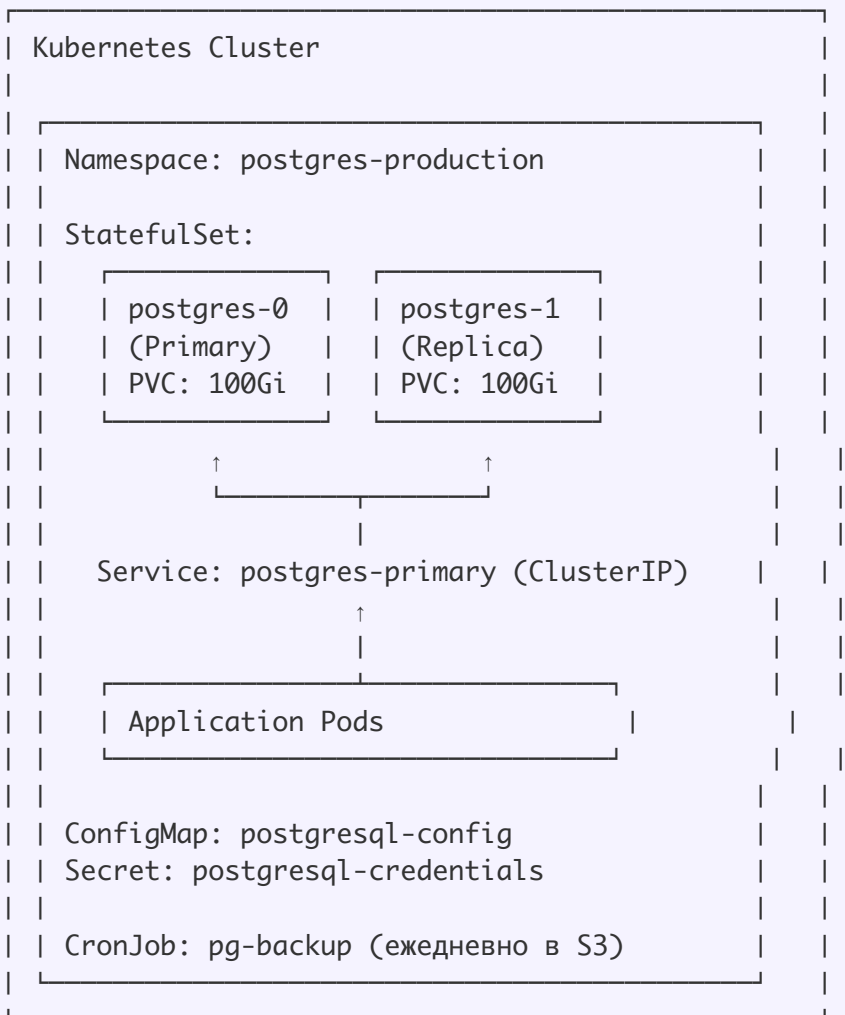 Kubernetes Cluster
Namespace: postgres-production
StatefulSet:
postgres-0 postgres-1
(Primary) (Replica)
PVC: 100Gi PVC: 100Gi
Service: postgres-primary (ClusterIP)
Application Pods
ConfigMap: postgresql-config
Secret: postgresql-credentials
CronJob: pg-backup (ежедневно в S3)